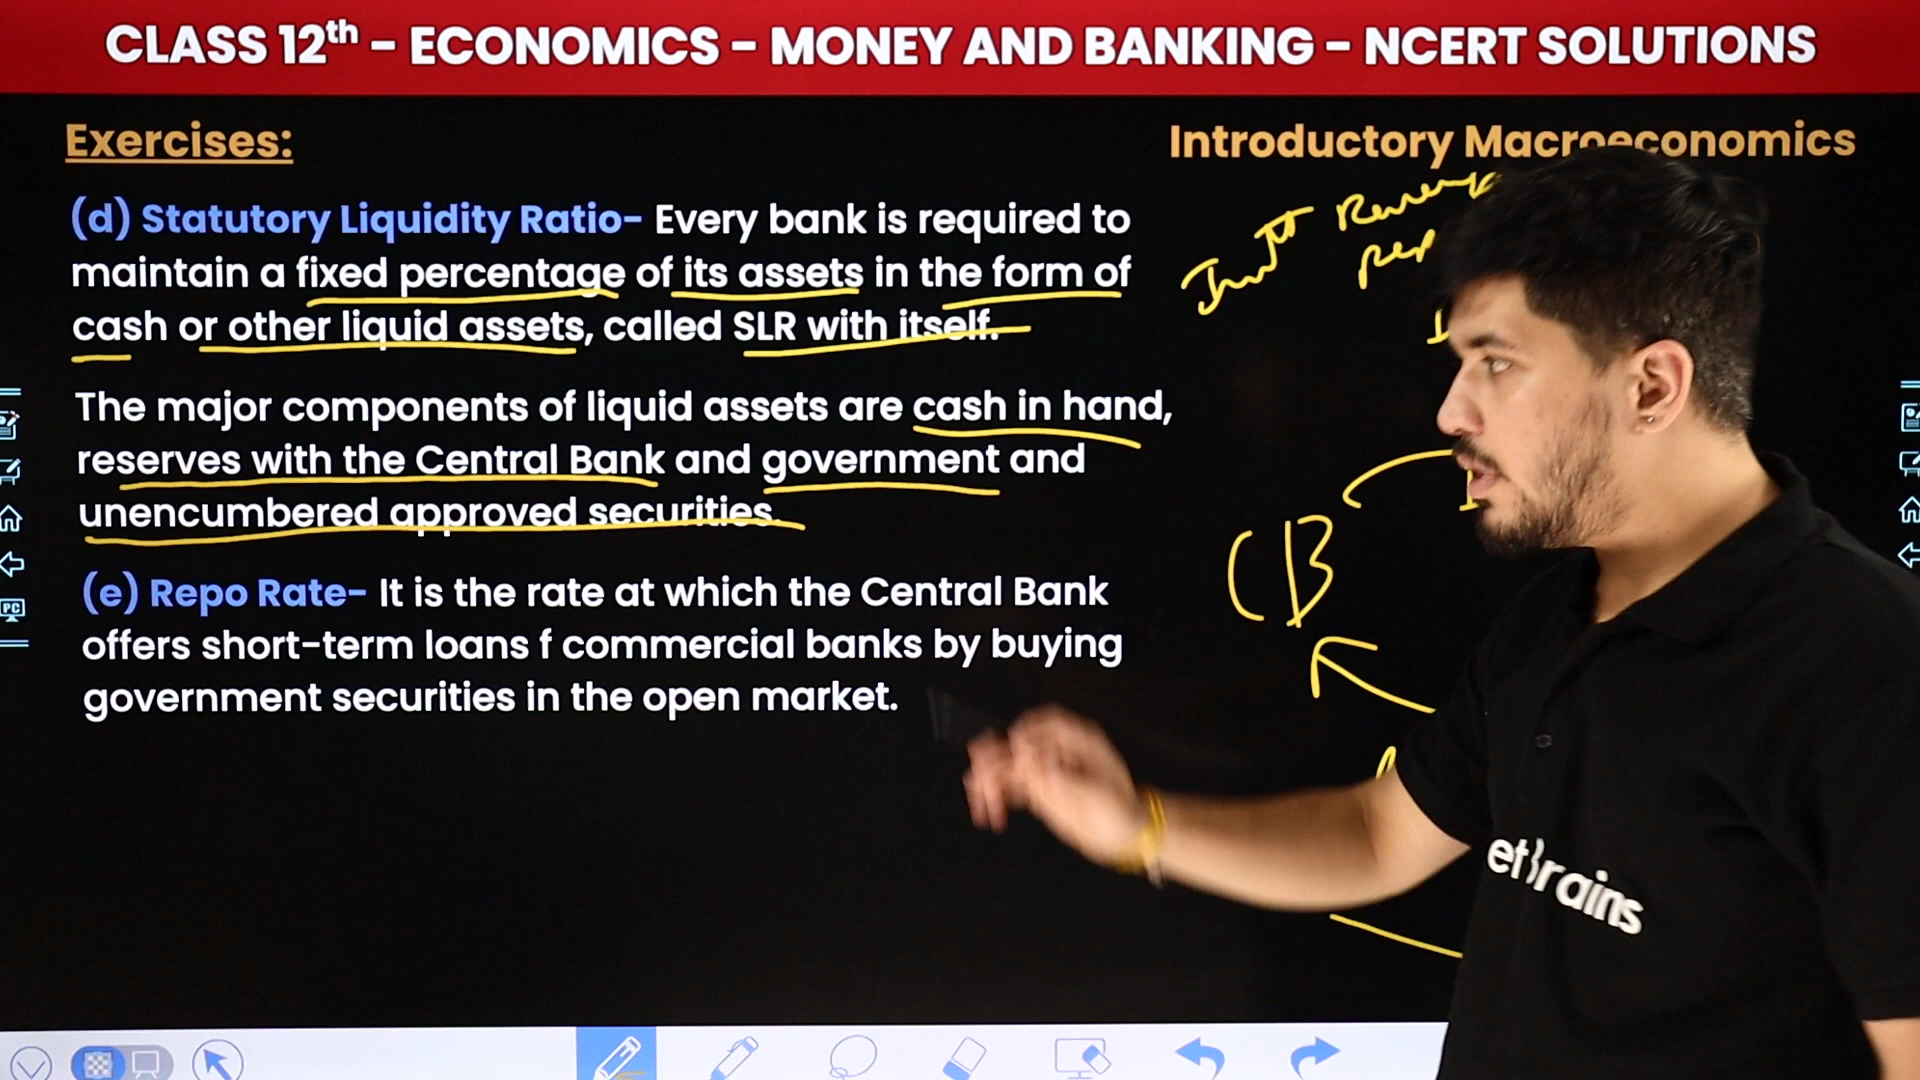 CLASS 12th - ECONOMICS - MONEY AND BANKING - NCERT SOLUTIONS
Exercises:
Introductory Macroeconomics
(d) Statutory Liquidity Ratio- Every bank is required to
maintain a fixed percentage of its assets in the form of
cash or other liquid assets, called SLR with itself.
The major components of liquid assets are cash in hand,
reserves with the Central Bank and government and
unencumbered approved securities.
(e) Repo Rate- It is the rate at which the Central Bank
offers short-term loans f commercial banks by buying
government securities in the open market.
CB
PC
etBrains